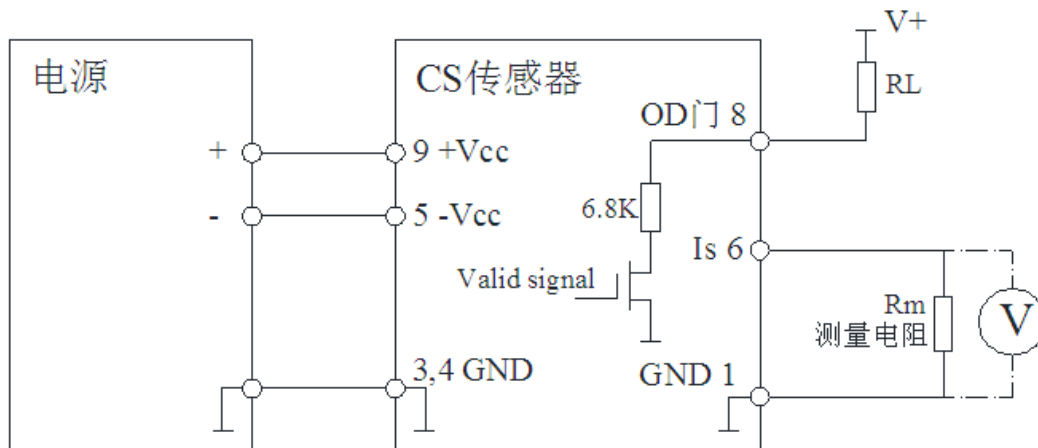 电源
+
-
CS传感器
9 +Vcc
5 -Vcc
3,4 GND
OD门 8
6.8K
Valid signal
Is 6
GND 1
V+
RL
Rm
测量电阻
V